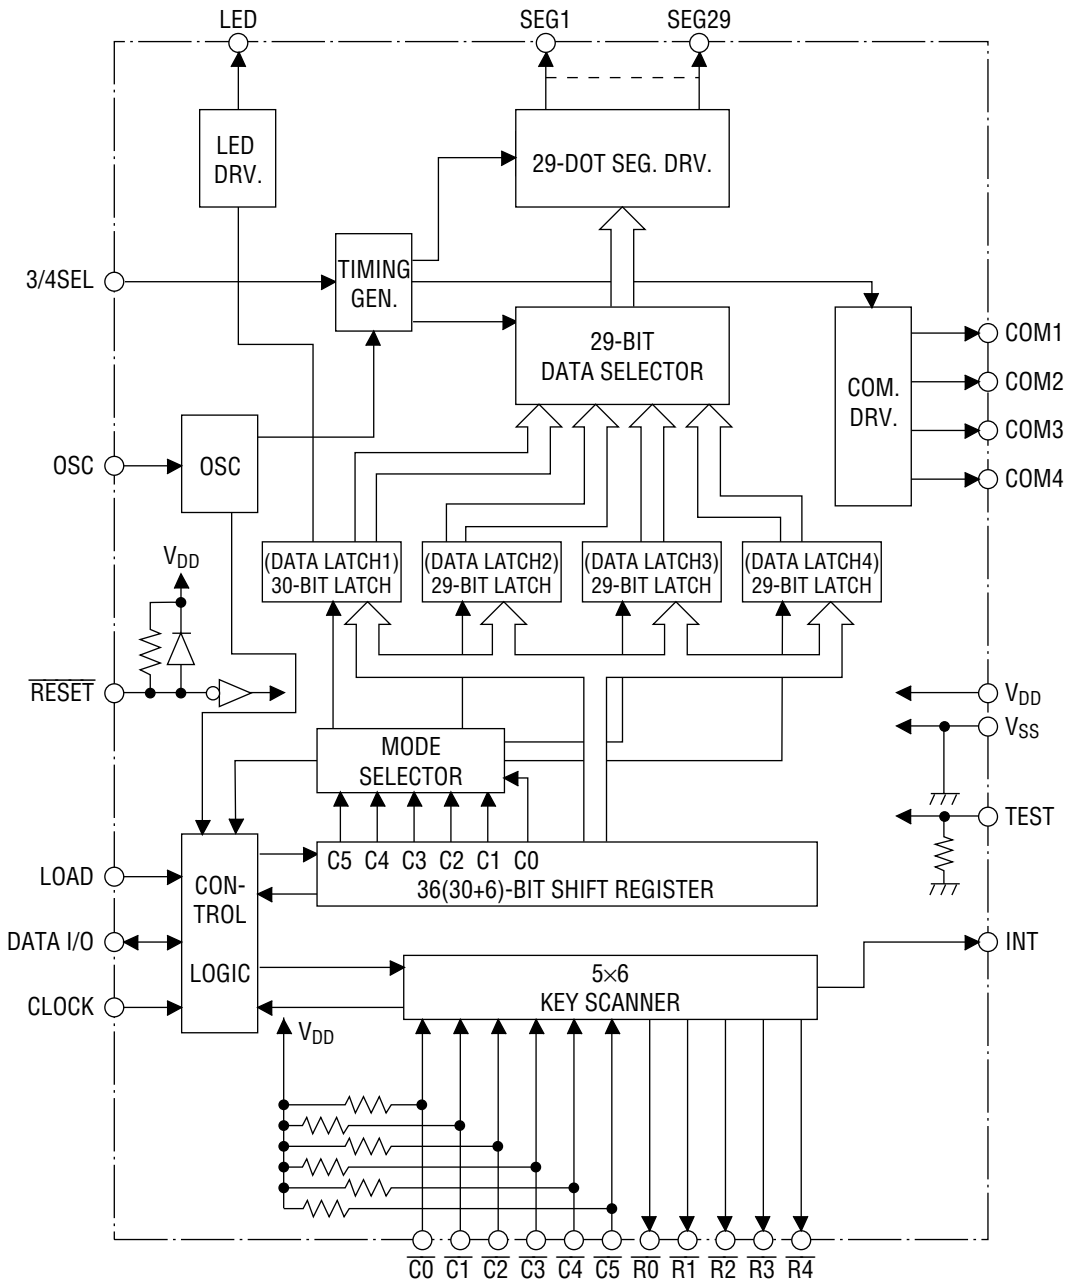 LED SEG1 SEG29
LED
DRV.
29-DOT SEG. DRV.
3/4SEL
TIMING
GEN.
29-BIT
DATA SELECTOR
COM.
DRV.
COM1
COM2
COM3
COM4
OSC
OSC
(DATA LATCH1)
30-BIT LATCH
(DATA LATCH2)
29-BIT LATCH
(DATA LATCH3)
29-BIT LATCH
(DATA LATCH4)
29-BIT LATCH
VDD
RESET
VDD
VSS
MODE
SELECTOR
TEST
C5 C4 C3 C2 C1 C0
36(30+6)-BIT SHIFT REGISTER
LOAD
DATA I/O
CLOCK
CON-
TROL
LOGIC
5×6
KEY SCANNER
INT
VDD
C0 C1 C2 C3 C4 C5 R0 R1 R2 R3 R4